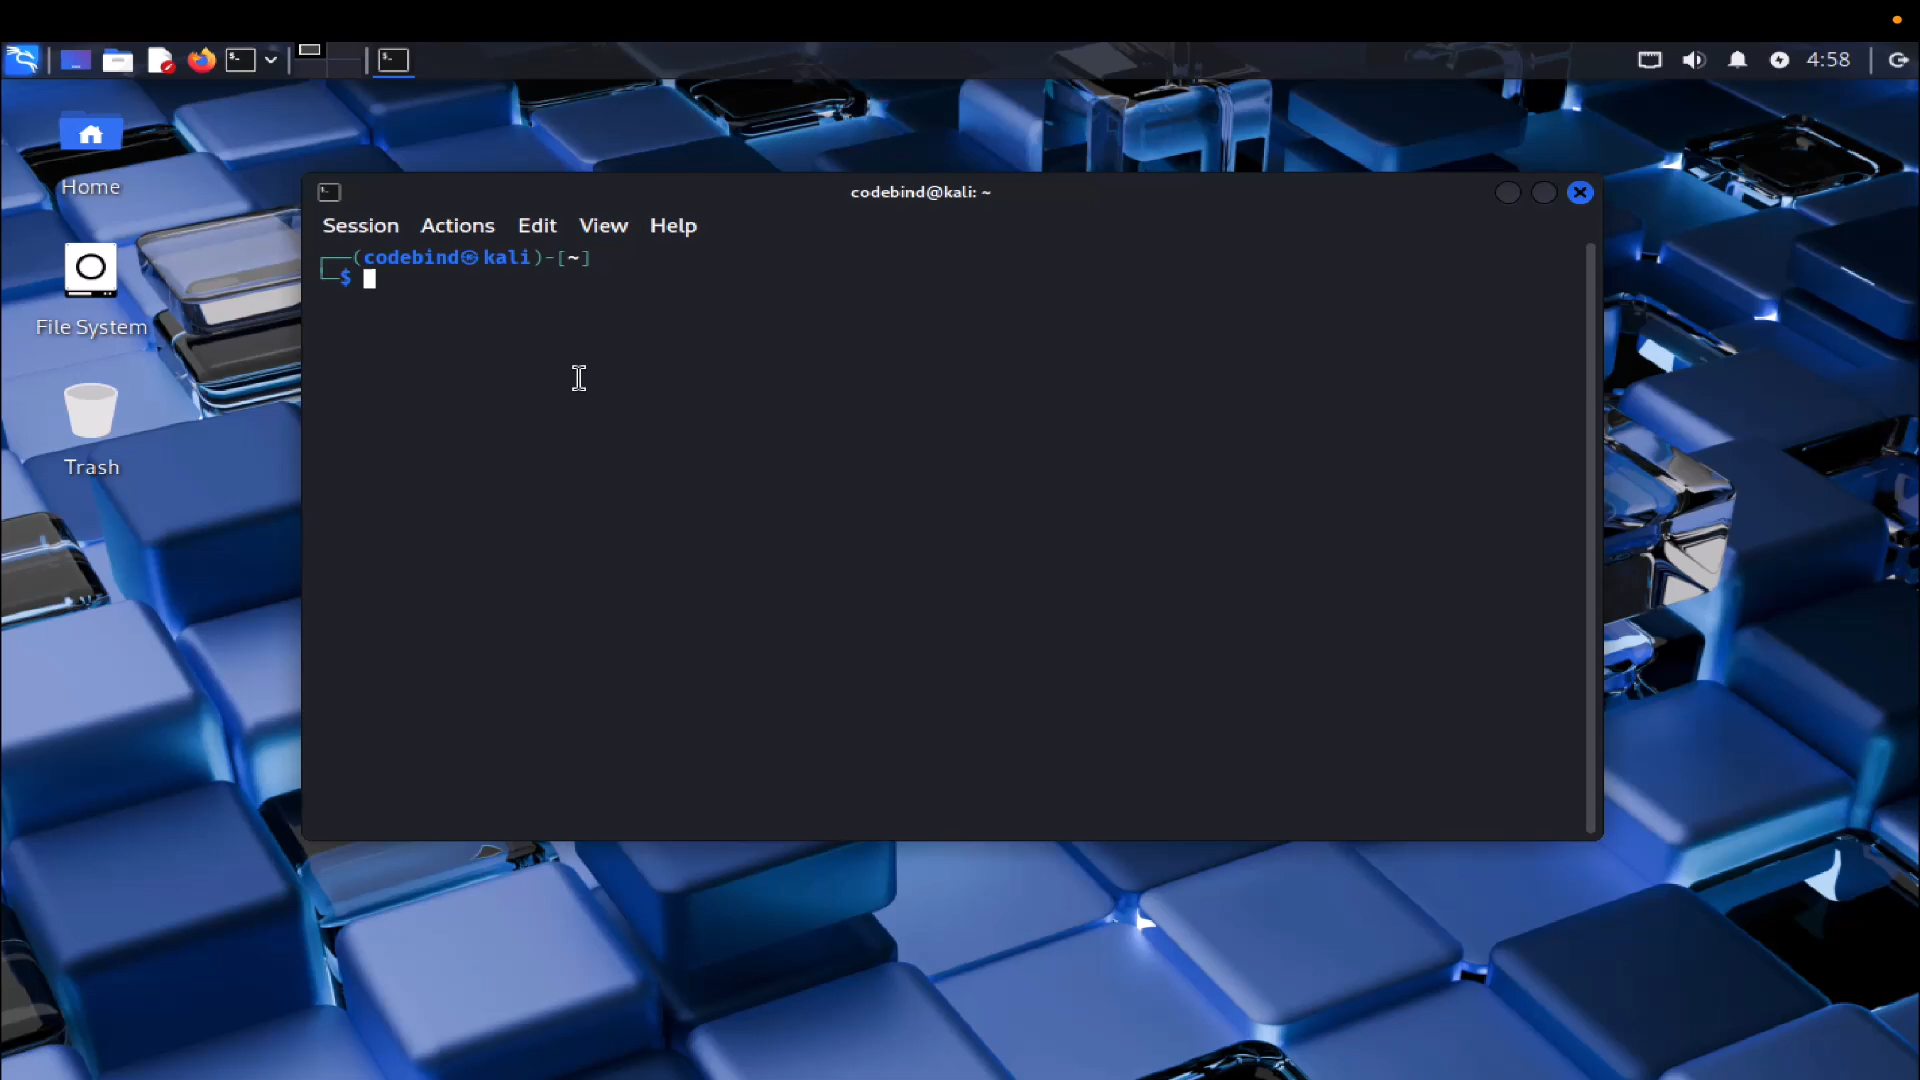 4:58
Home
File System
Trash
codebind@kali: ~
Session Actions Edit View Help
┌──(codebind㉿kali)-[~]
└─$